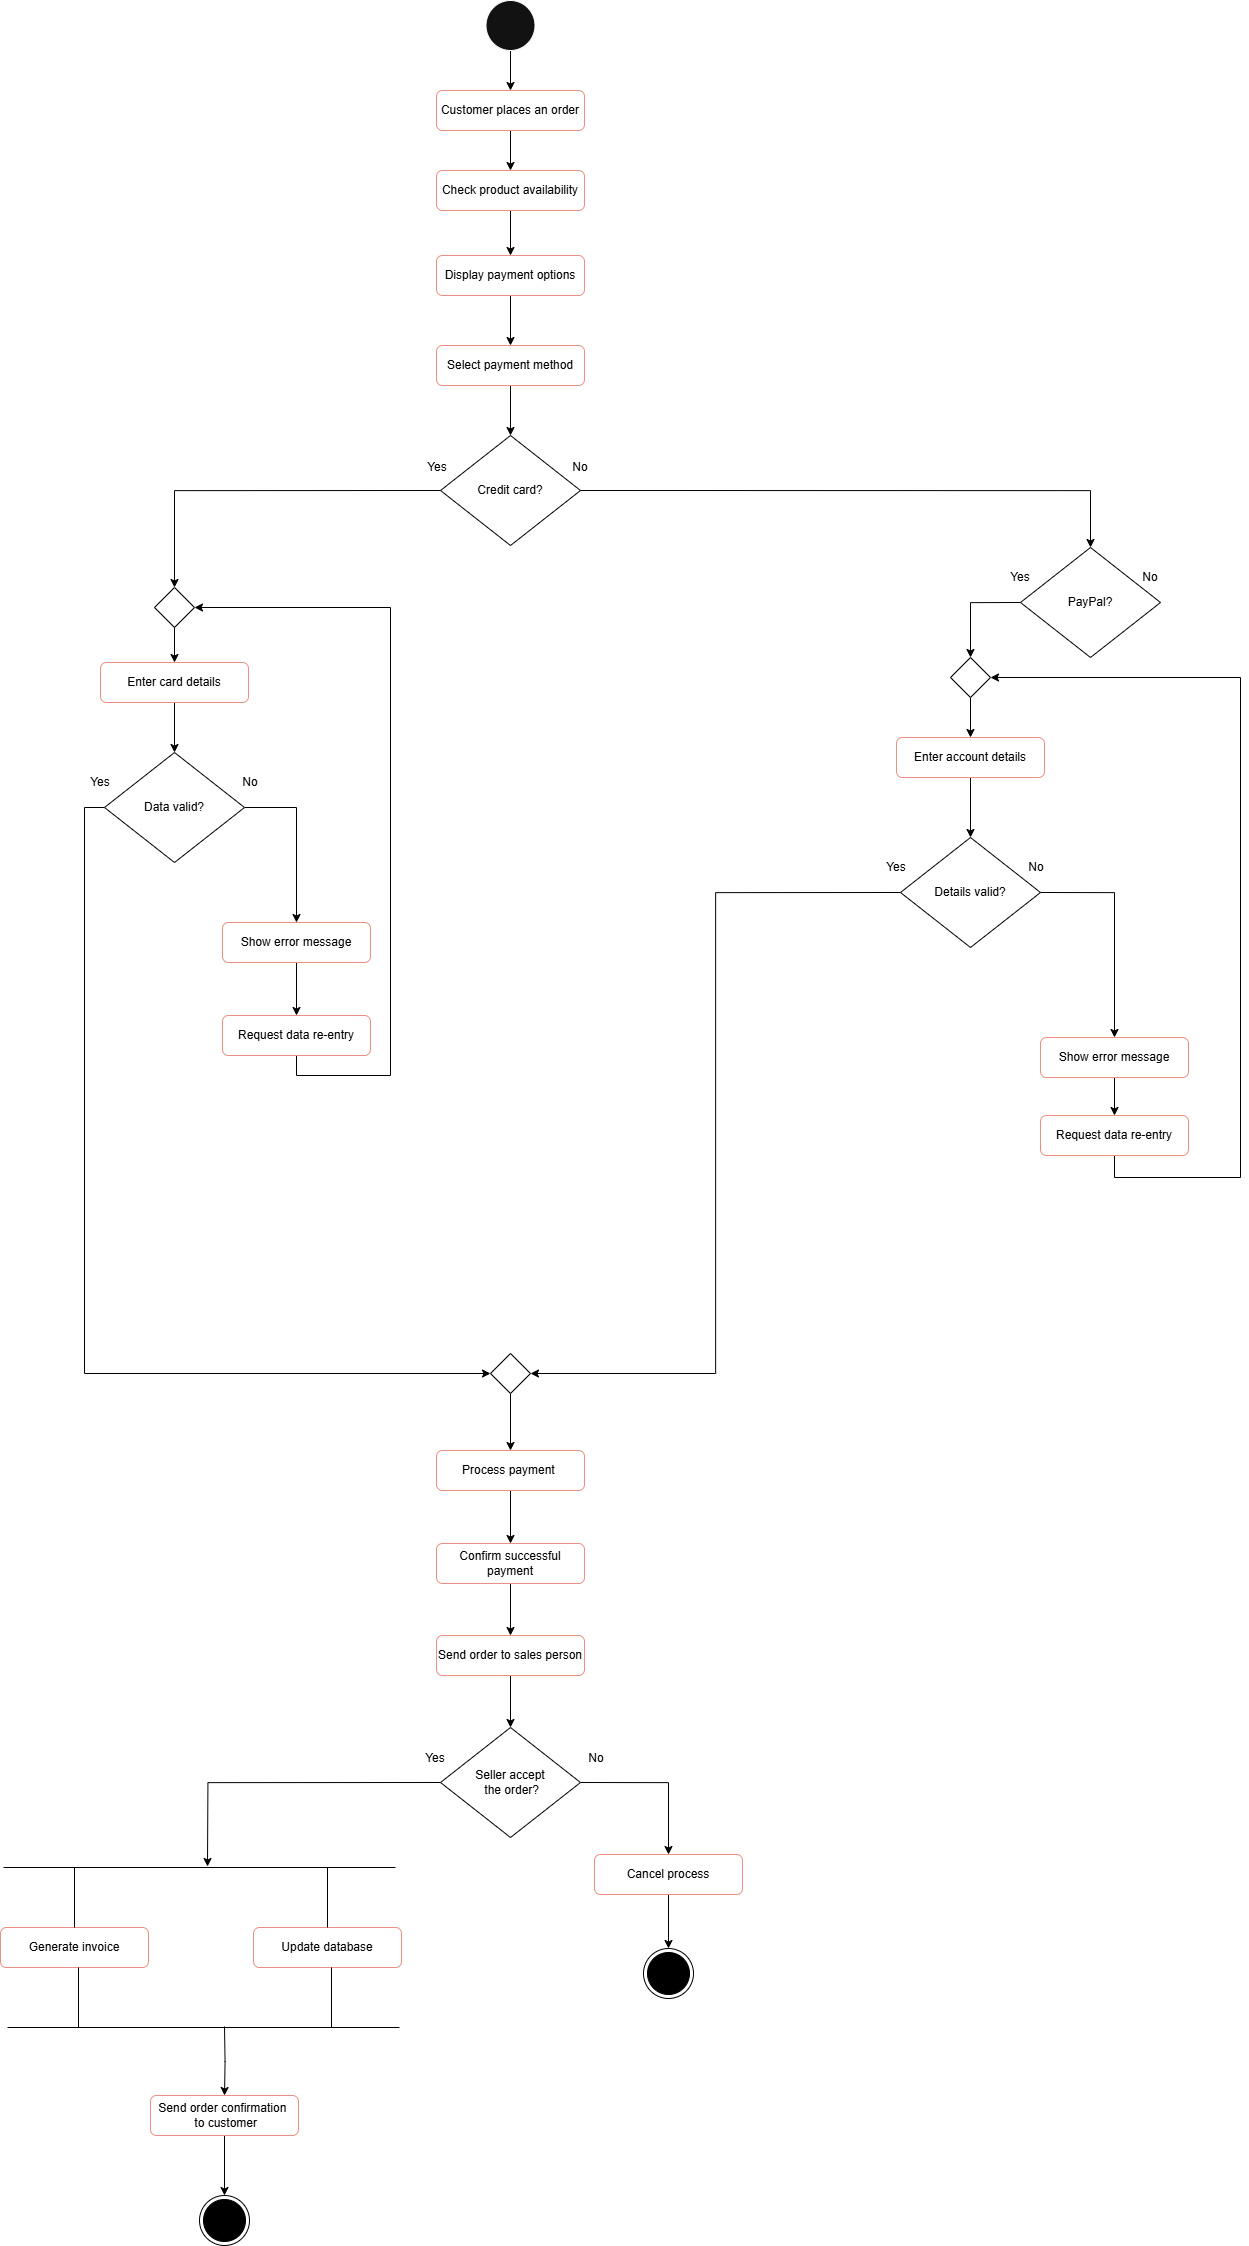 Customer places an order
Check product availability
Display payment options
Select payment method
Yes
No
Credit card?
Yes
No
PayPal?
Enter card details
Enter account details
Yes
No
Data valid?
Yes
No
Details valid?
Show error message
Request data re-entry
Show error message
Request data re-entry
Process payment
Confirm successful
payment
Send order to sales person
Yes
No
Seller accept
the order?
Cancel process
Generate invoice
Update database
Send order confirmation
to customer